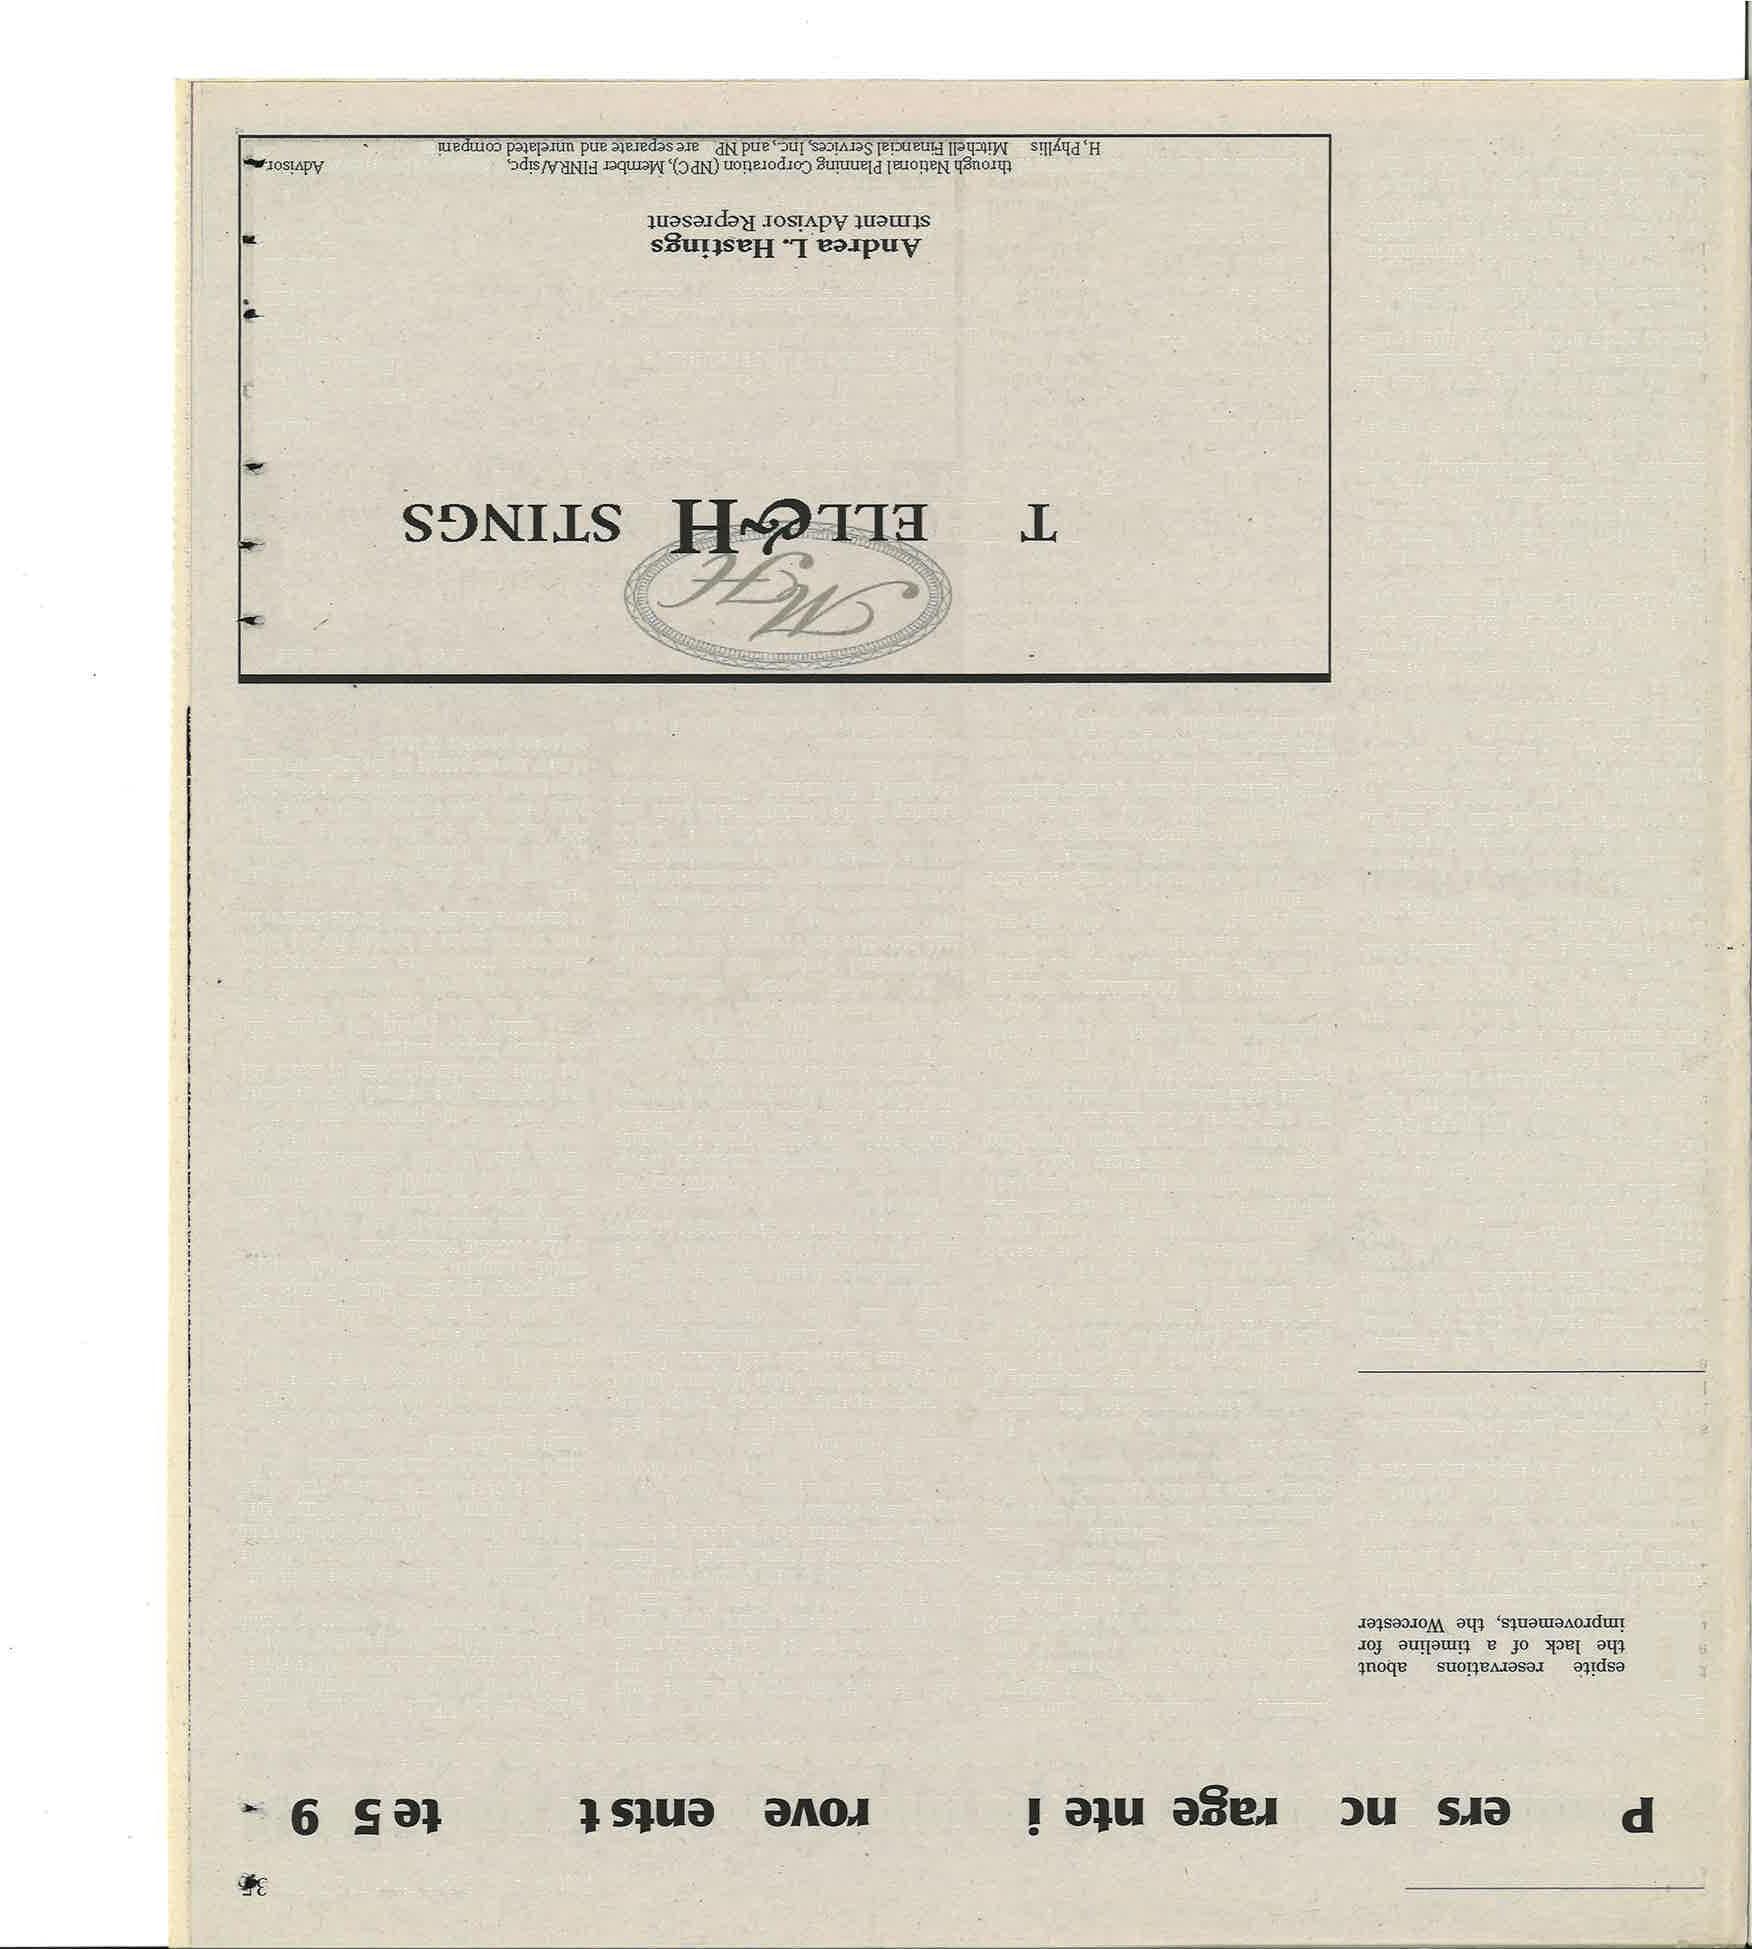 35
P ers nc rage nte i rove ents t te 5 9
espite reservations about
the lack of a timeline for
improvements, the Worcester
MH
T ELL & H STINGS
Andrea L. Hastings
stment Advisor Represent
through National Planning Corporation (NPC), Member FINRA/sipc, Advisor,
H, Phyllis Mitchell Financial Services, Inc., and NP are separate and unrelated compani